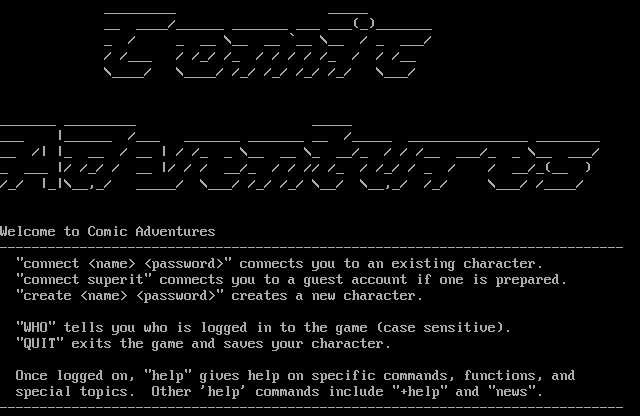 Comic
Adventures
Welcome to Comic Adventures
"connect <name> <password>" connects you to an existing character.
"connect superit" connects you to a guest account if one is prepared.
"create <name> <password>" creates a new character.
"WHO" tells you who is logged in to the game (case sensitive).
"QUIT" exits the game and saves your character.
Once logged on, "help" gives help on specific commands, functions, and
special topics.  Other 'help' commands include "+help" and "news".